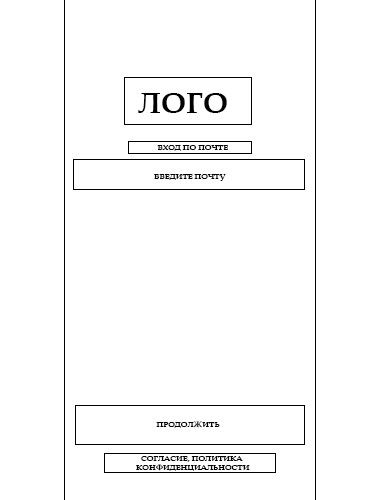 ЛОГО
ВХОД ПО ПОЧТЕ
ВВЕДИТЕ ПОЧТУ
ПРОДОЛЖИТЬ
СОГЛАСИЕ, ПОЛИТИКА
КОНФИДЕНЦИАЛЬНОСТИ